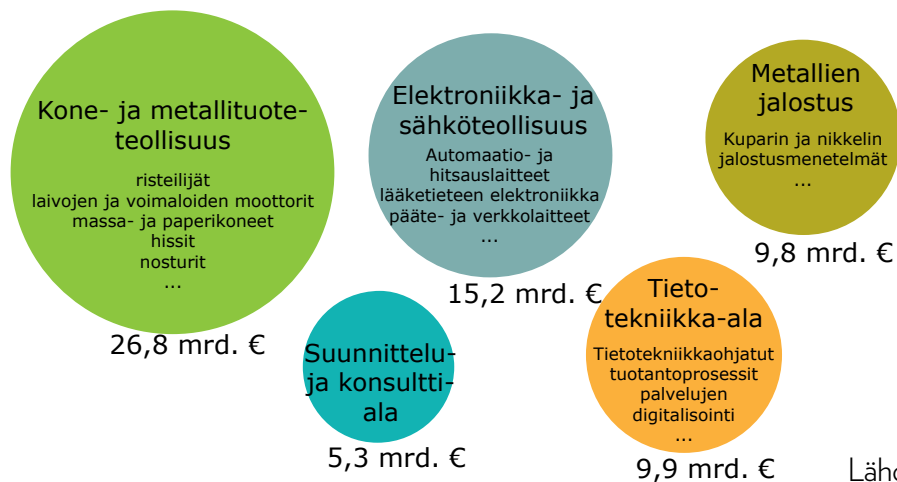 Kone- ja metallituote-
teollisuus
risteilijät
laivojen ja voimaloiden moottorit
massa- ja paperikoneet
hissit
nosturit
...
26,8 mrd. €
Elektroniikka- ja
sähköteollisuus
Automaatio- ja
hitsauslaitteet
lääketieteen elektroniikka
pääte- ja verkkolaitteet
...
15,2 mrd. €
Metallien
jalostus
Kuparin ja nikkelin
jalostusmenetelmät
...
9,8 mrd. €
Suunnittelu-
ja konsultti-
ala
5,3 mrd. €
Tieto-
tekniikka-ala
Tietotekniikkaohjatut
tuotantoprosessit
palvelujen
digitalisointi
...
9,9 mrd. €